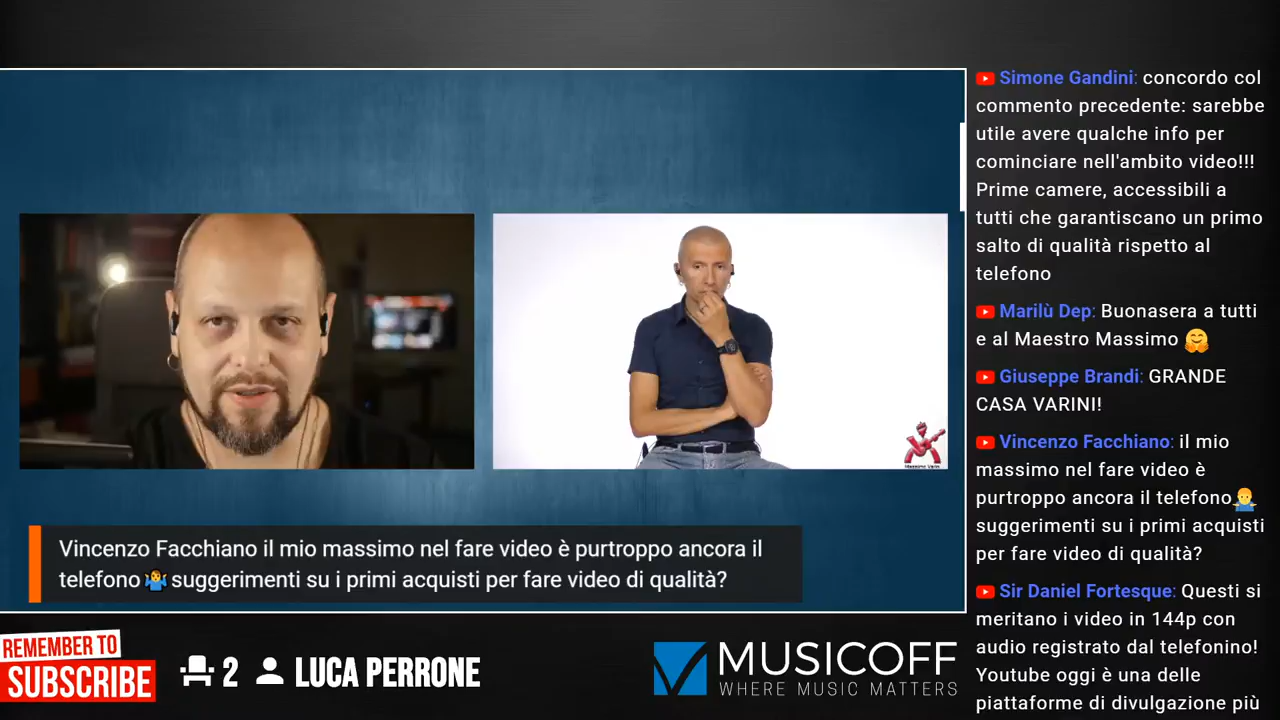 Simone Gandini: concordo col
commento precedente: sarebbe
utile avere qualche info per
cominciare nell'ambito video!!!
Prime camere, accessibili a
tutti che garantiscano un primo
salto di qualità rispetto al
telefono
Marilù Dep: Buonasera a tutti
e al Maestro Massimo 🤗
Giuseppe Brandi: GRANDE
CASA VARINI!
Vincenzo Facchiano: il mio
massimo nel fare video è
purtroppo ancora il telefono🤷‍♂️
suggerimenti su i primi acquisti
per fare video di qualità?
Sir Daniel Fortesque: Questi si
meritano i video in 144p con
audio registrato dal telefonino!
Youtube oggi è una delle
piattaforme di divulgazione più
Massimo Varini
Vincenzo Facchiano il mio massimo nel fare video è purtroppo ancora il
telefono🤷‍♂️suggerimenti su i primi acquisti per fare video di qualità?
REMEMBER TO
SUBSCRIBE
2 LUCA PERRONE
MUSICOFF
WHERE MUSIC MATTERS